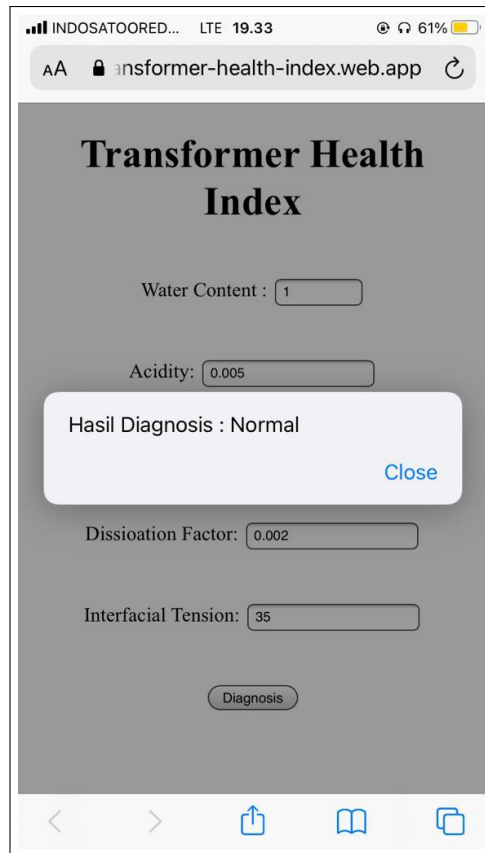 INDOSATOORED... LTE 19.33 61%
AA ansformer-health-index.web.app
Transformer Health
Index
Water Content : 1
Acidity: 0.005
Hasil Diagnosis : Normal
Close
Dissioation Factor: 0.002
Interfacial Tension: 35
Diagnosis